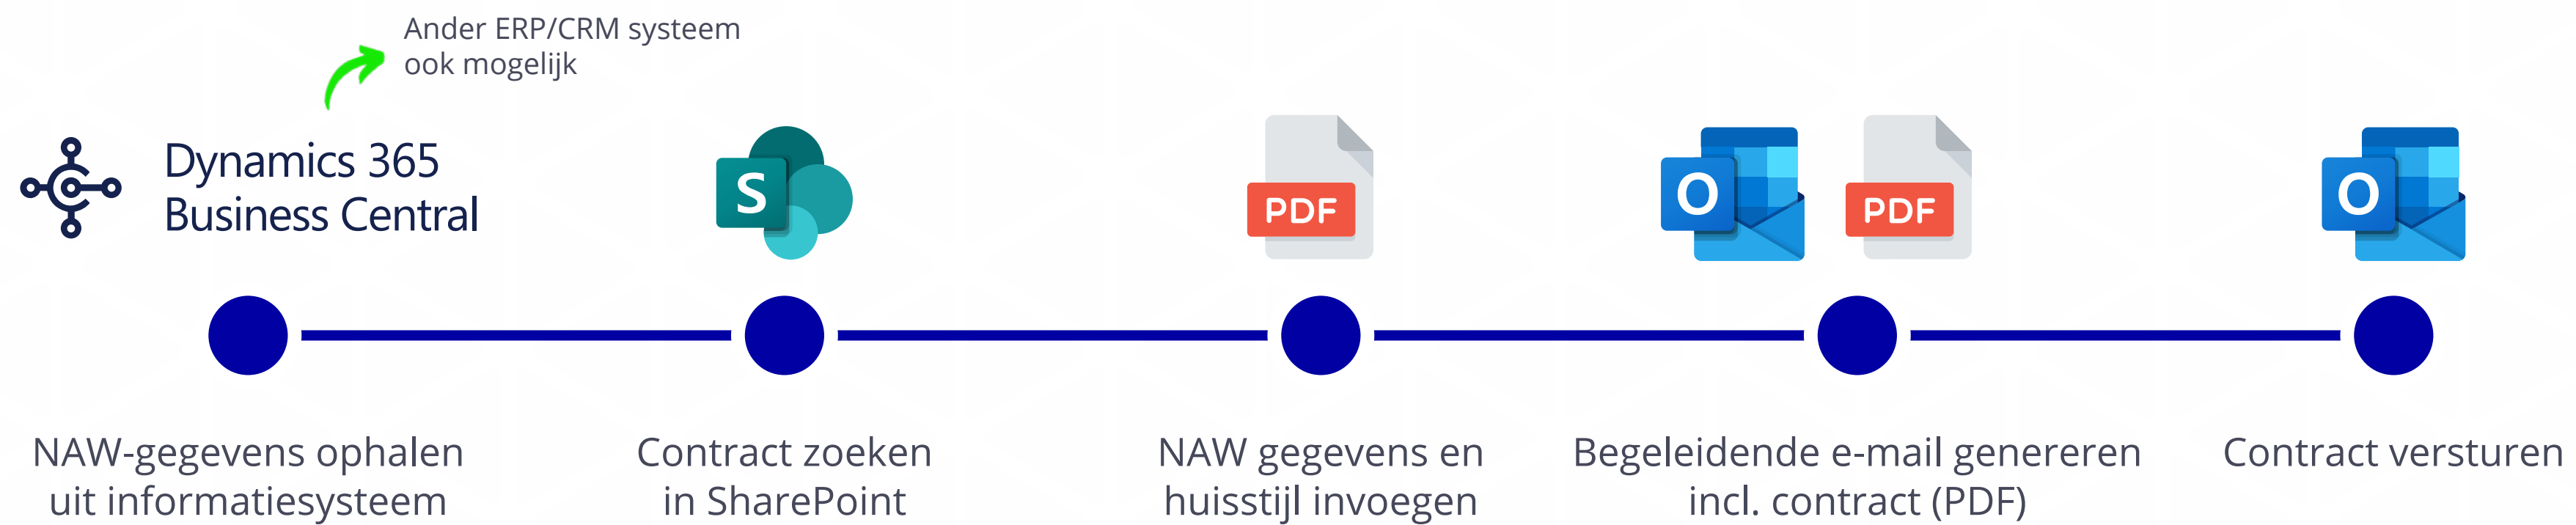 Ander ERP/CRM systeem
ook mogelijk
Dynamics 365
Business Central
S
PDF
O
PDF
O
NAW-gegevens ophalen
uit informatiesysteem
Contract zoeken
in SharePoint
NAW gegevens en
huisstijl invoegen
Begeleidende e-mail genereren
incl. contract (PDF)
Contract versturen